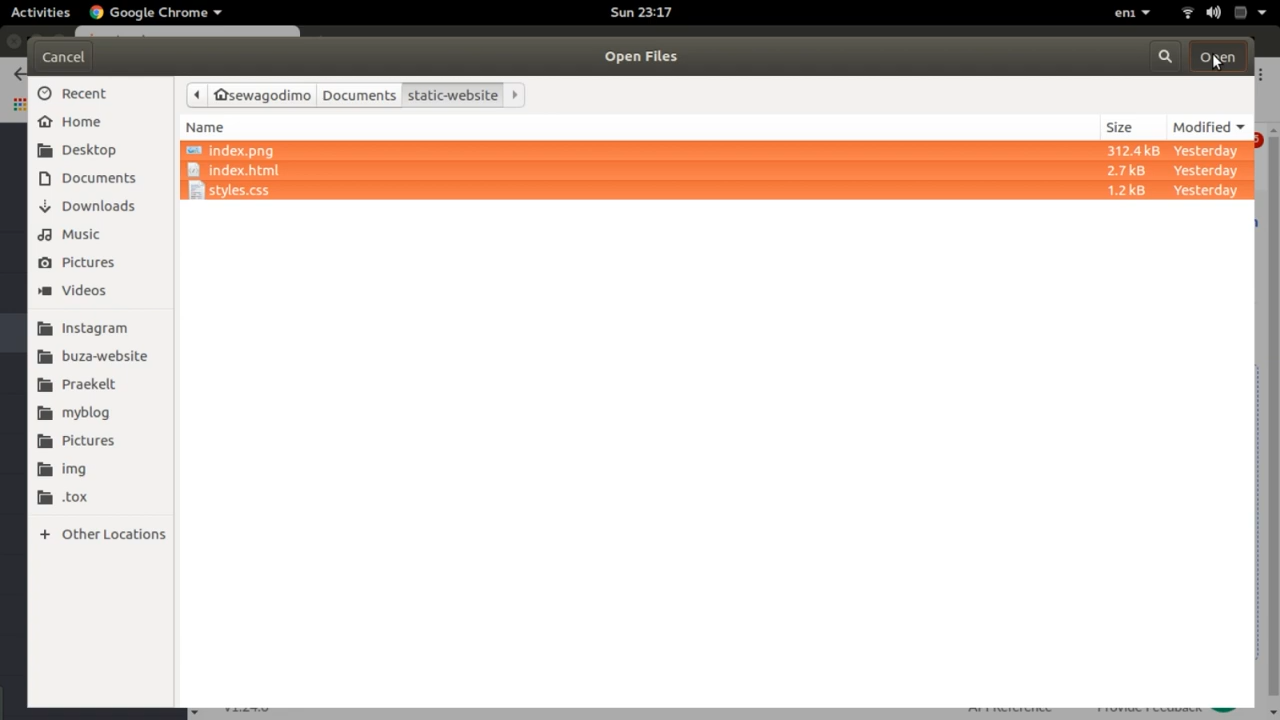 Activities Google Chrome Sun 23:17 en1
Cancel Open Files Open
Recent
Home
Desktop
Documents
Downloads
Music
Pictures
Videos
Instagram
buza-website
Praekelt
myblog
Pictures
img
.tox
Other Locations
sewagodimo Documents static-website
Name Size Modified
index.png 312.4 kB Yesterday
index.html 2.7 kB Yesterday
styles.css 1.2 kB Yesterday
V1.24.0 API Reference Provide Feedback